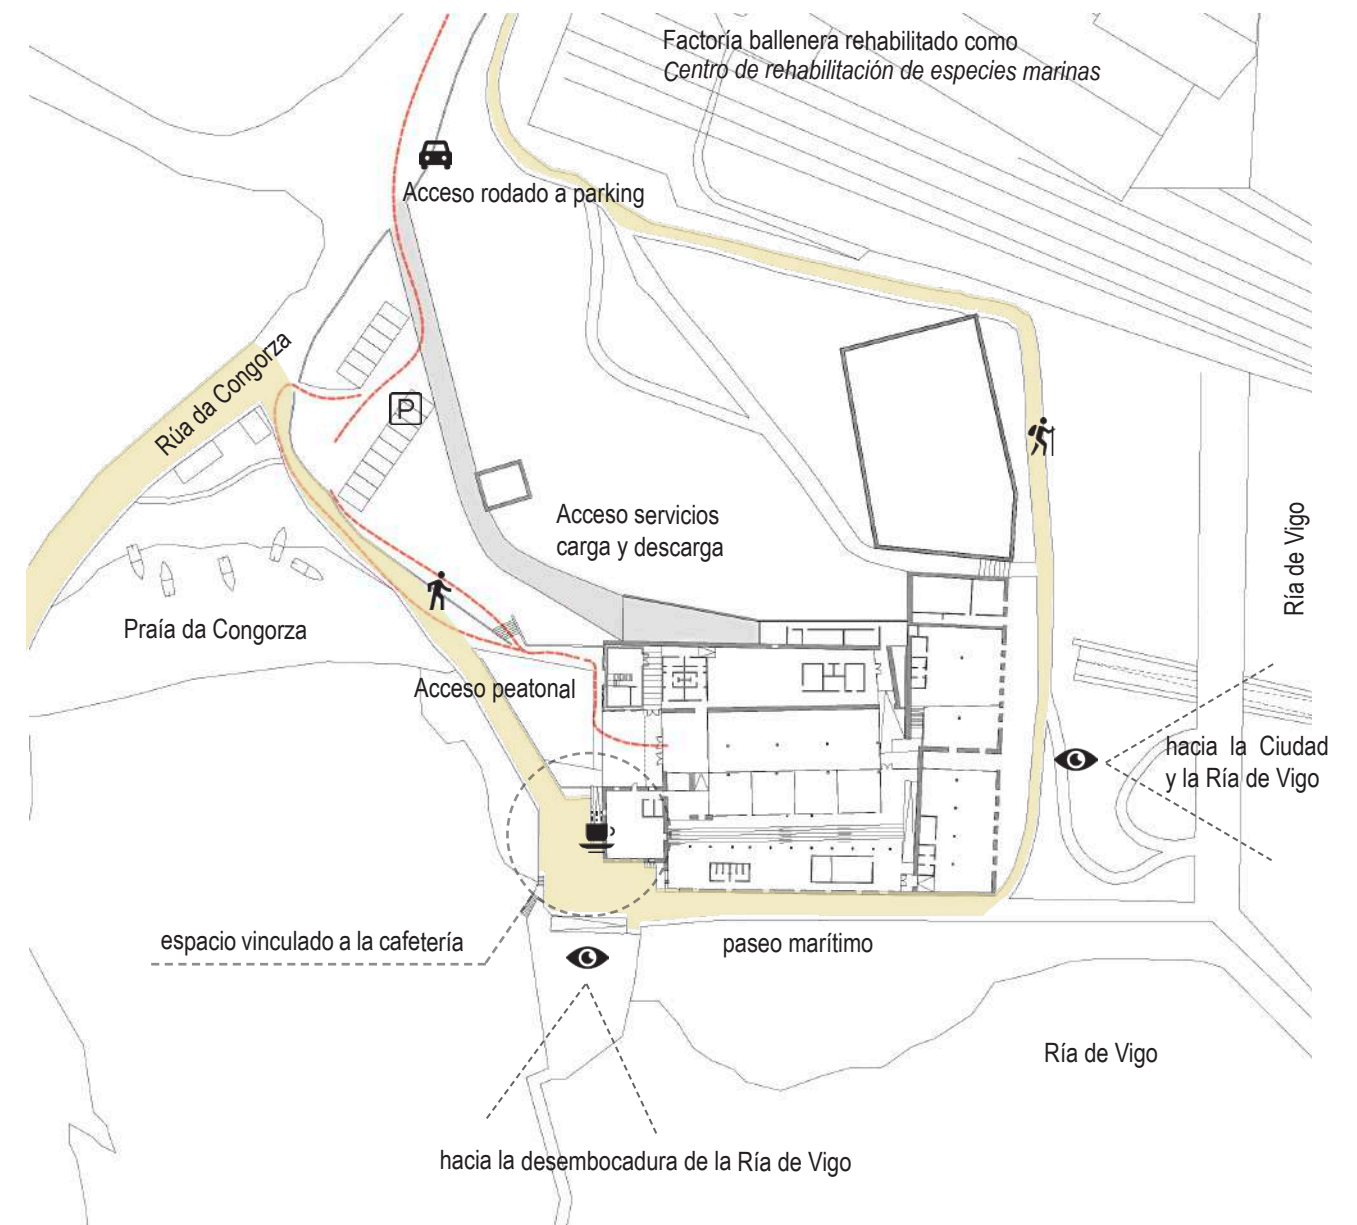 Factoría ballenera rehabilitado como
Centro de rehabilitación de especies marinas
Acceso rodado a parking
Rúa da Congorza
P
Acceso servicios
carga y descarga
Ría de Vigo
Praía da Congorza
Acceso peatonal
hacia la Ciudad
y la Ría de Vigo
espacio vinculado a la cafetería
paseo marítimo
Ría de Vigo
hacia la desembocadura de la Ría de Vigo